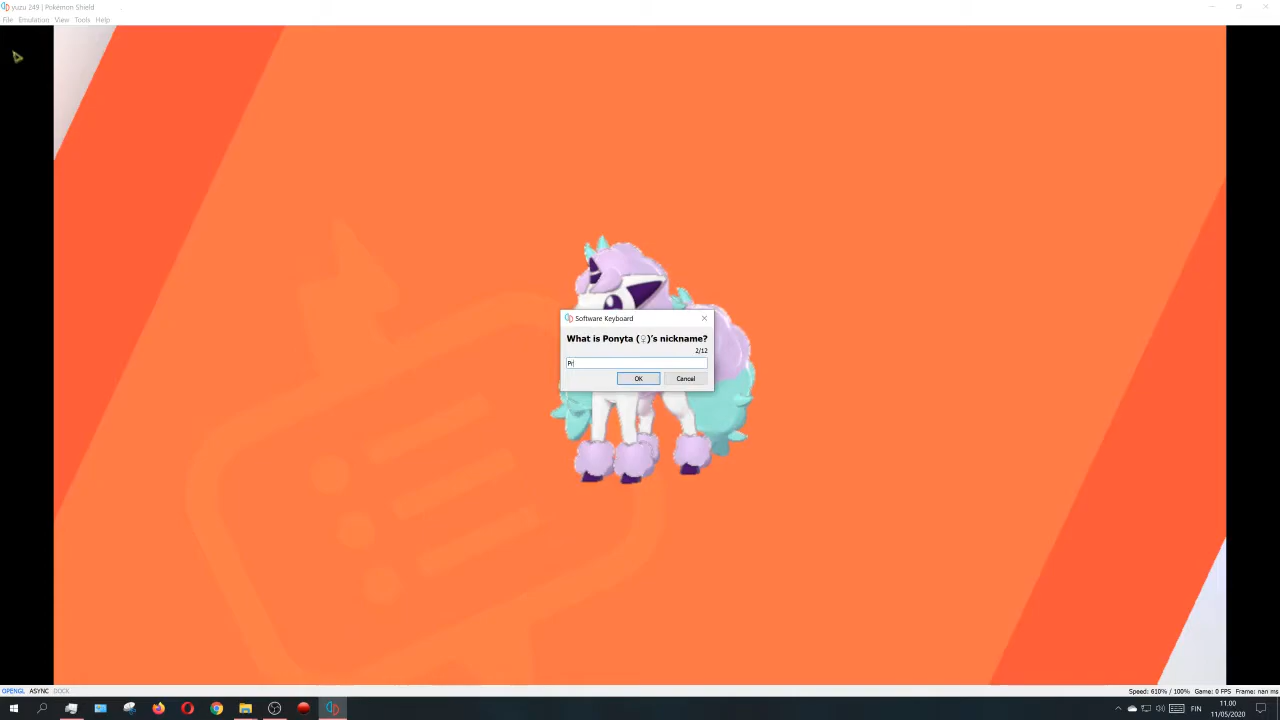 yuzu 249 | Pokémon Shield
File Emulation View Tools Help
Software Keyboard
What is Ponyta (♀)'s nickname?
2/12
Pr
OK Cancel
OPENGL ASYNC DOCK
Speed: 610% / 100% Game: 0 FPS Frame: nan ms
FIN
11.00
11/05/2020